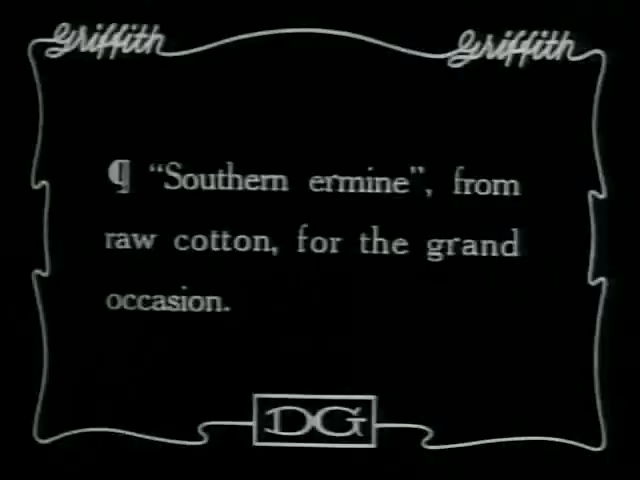 Griffith Griffith
¶ “Southern ermine”, from
raw cotton, for the grand
occasion.
DG